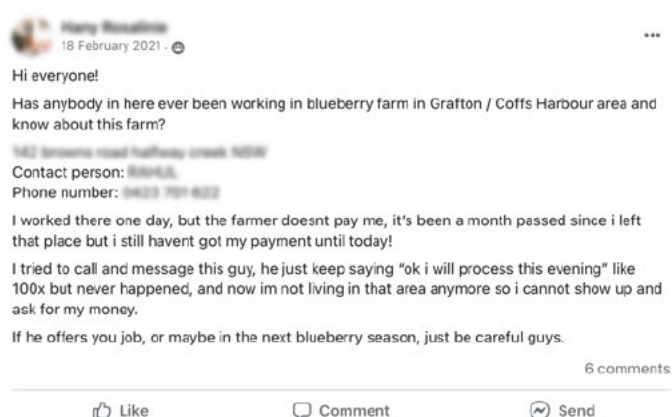 18 February 2021 ·
Hi everyone!
Has anybody in here ever been working in blueberry farm in Grafton / Coffs Harbour area and
know about this farm?
Contact person:
Phone number:
I worked there one day, but the farmer doesnt pay me, it's been a month passed since i left
that place but i still havent got my payment until today!
I tried to call and message this guy, he just keep saying "ok i will process this evening" like
100x but never happened, and now im not living in that area anymore so i cannot show up and
ask for my money.
If he offers you job, or maybe in the next blueberry season, just be careful guys.
6 comments
Like Comment Send